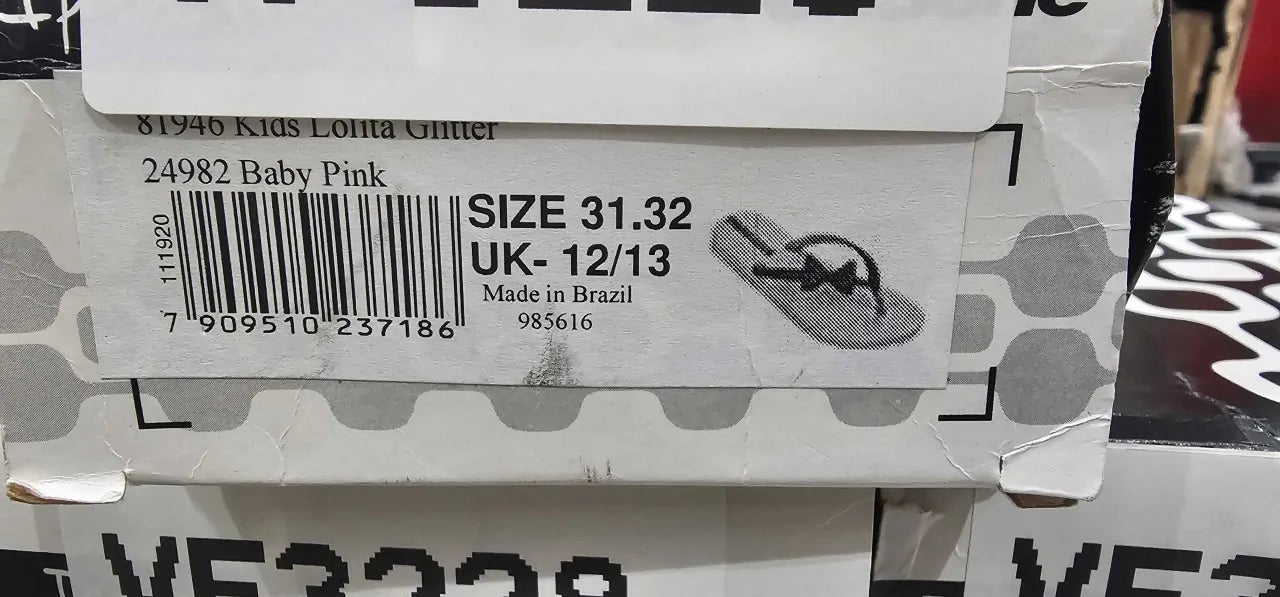 81946 Kids Lolita Glitter
24982 Baby Pink
111920
7 909510 237186
SIZE 31.32
UK- 12/13
Made in Brazil
985616